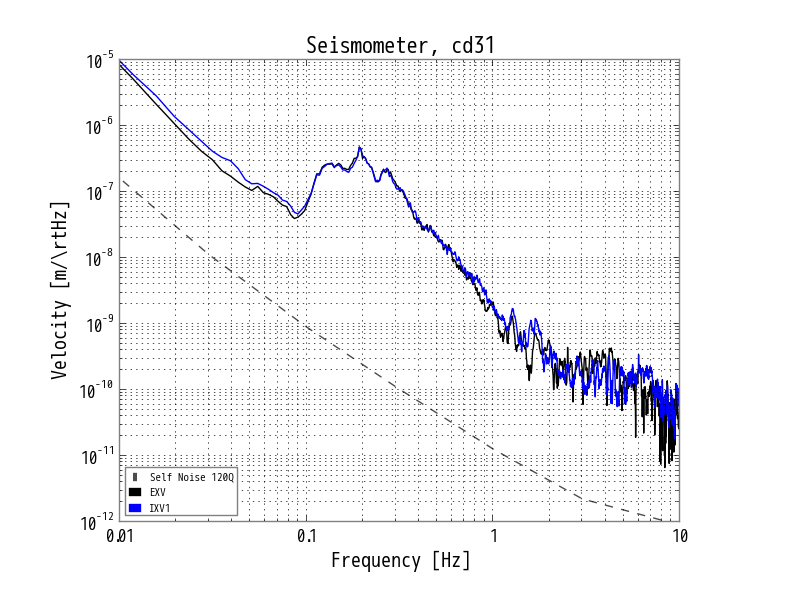 Seismometer, cd31
10^-5
10^-6
10^-7
10^-8
10^-9
10^-10
10^-11
10^-12
Velocity [m/\rtHz]
Self Noise 120Q
EXV
IXV1
0.01 0.1 1 10
Frequency [Hz]